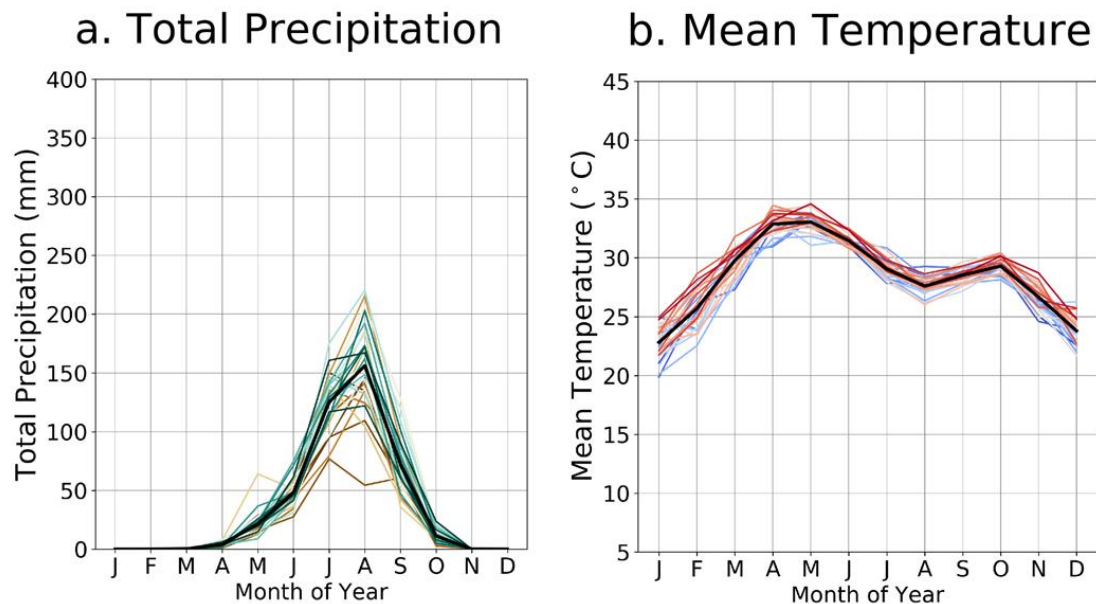 a. Total Precipitation
400
350
300
250
200
150
100
50
0
Total Precipitation (mm)
J F M A M J J A S O N D
Month of Year
b. Mean Temperature
45
40
35
30
25
20
15
10
5
Mean Temperature (°C)
J F M A M J J A S O N D
Month of Year